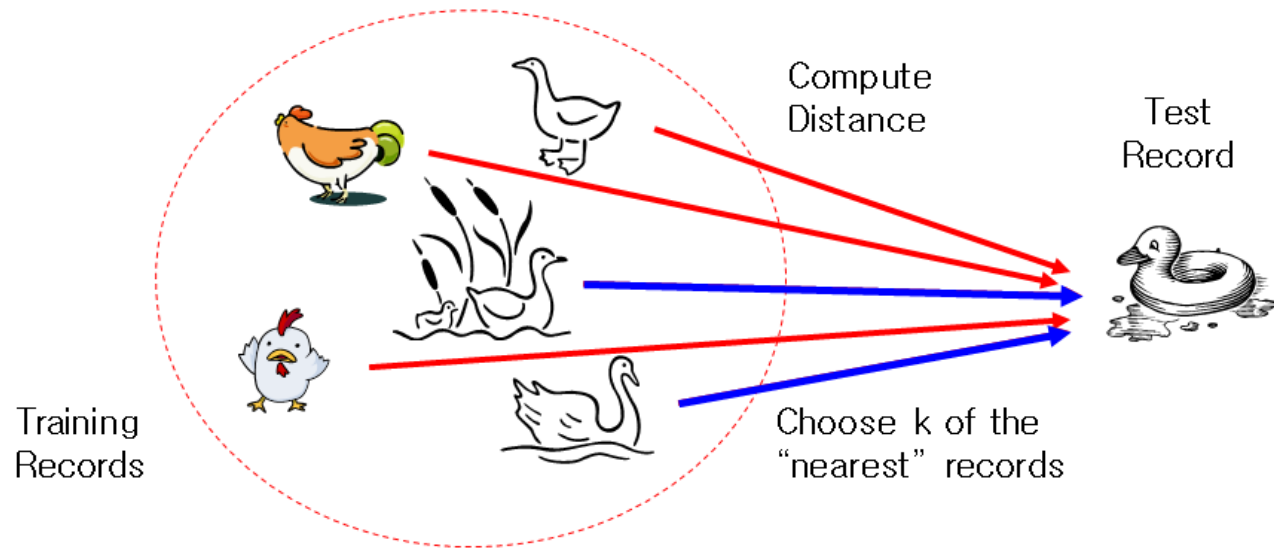 Compute
Distance
Test
Record
Training
Records
Choose k of the
“nearest” records